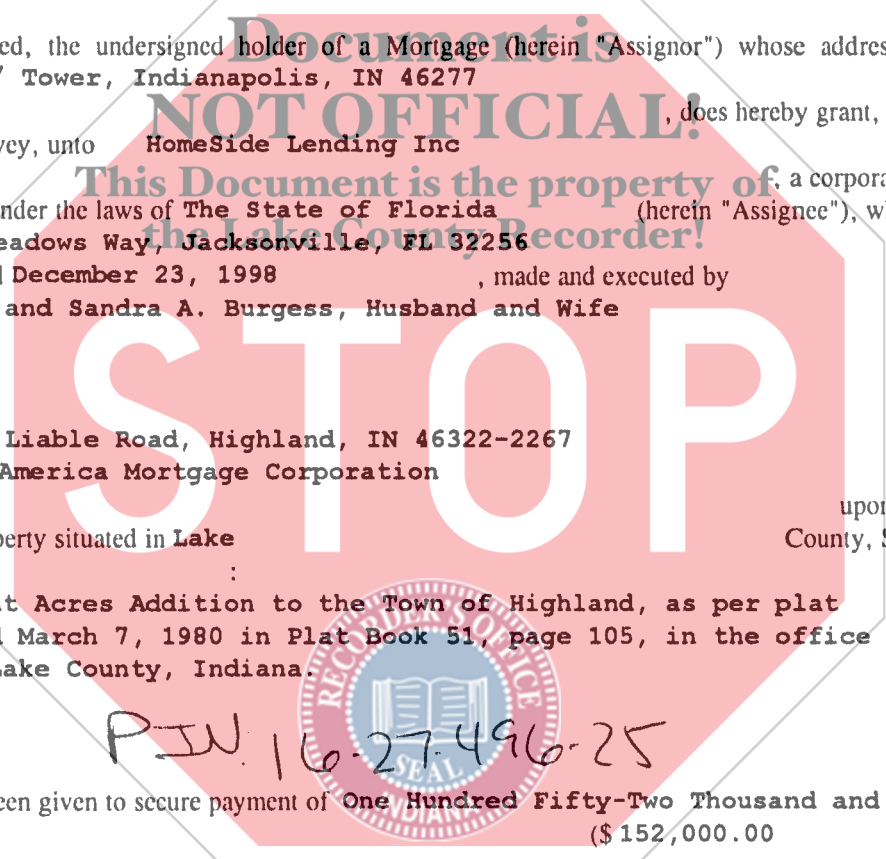 ed, the undersigned holder of a Mortgage (herein "Assignor") whose addres
Tower, Indianapolis, IN 46277
, does hereby grant,
vey, unto HomeSide Lending Inc
, a corpora
nder the laws of The State of Florida (herein "Assignee"), w
eadows Way, Jacksonville, FL 32256
December 23, 1998 , made and executed by
and Sandra A. Burgess, Husband and Wife
Liable Road, Highland, IN 46322-2267
America Mortgage Corporation
upon
perty situated in Lake County, S
:
t Acres Addition to the Town of Highland, as per plat
March 7, 1980 in Plat Book 51, page 105, in the office
Lake County, Indiana.
PIN. 16-27-496-25
een given to secure payment of One Hundred Fifty-Two Thousand and
($ 152,000.00
Document is
NOT OFFICIAL!
This Document is the property of
the Lake County Recorder!
STOP
RECORDER'S OFFICE
SEAL
INDIANA